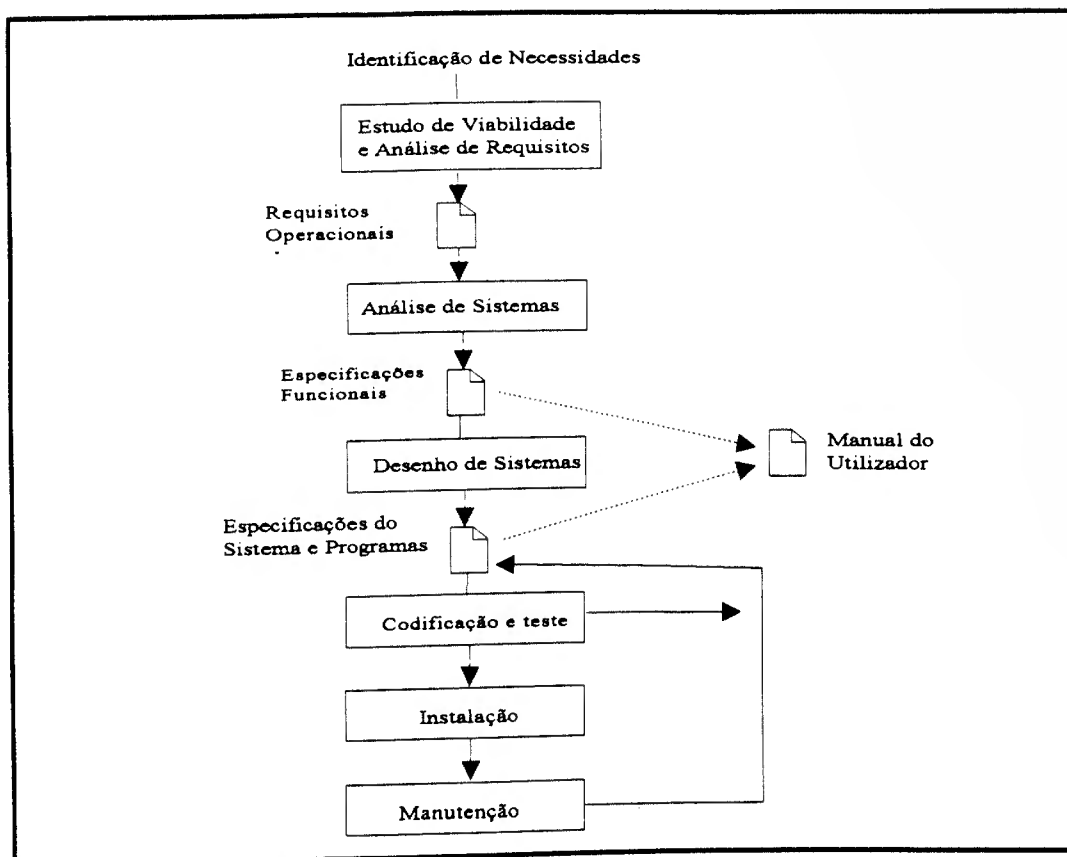 Identificação de Necessidades
Estudo de Viabilidade
e Análise de Requisitos
Requisitos
Operacionais
Análise de Sistemas
Especificações
Funcionais
Manual do
Utilizador
Desenho de Sistemas
Especificações do
Sistema e Programas
Codificação e teste
Instalação
Manutenção